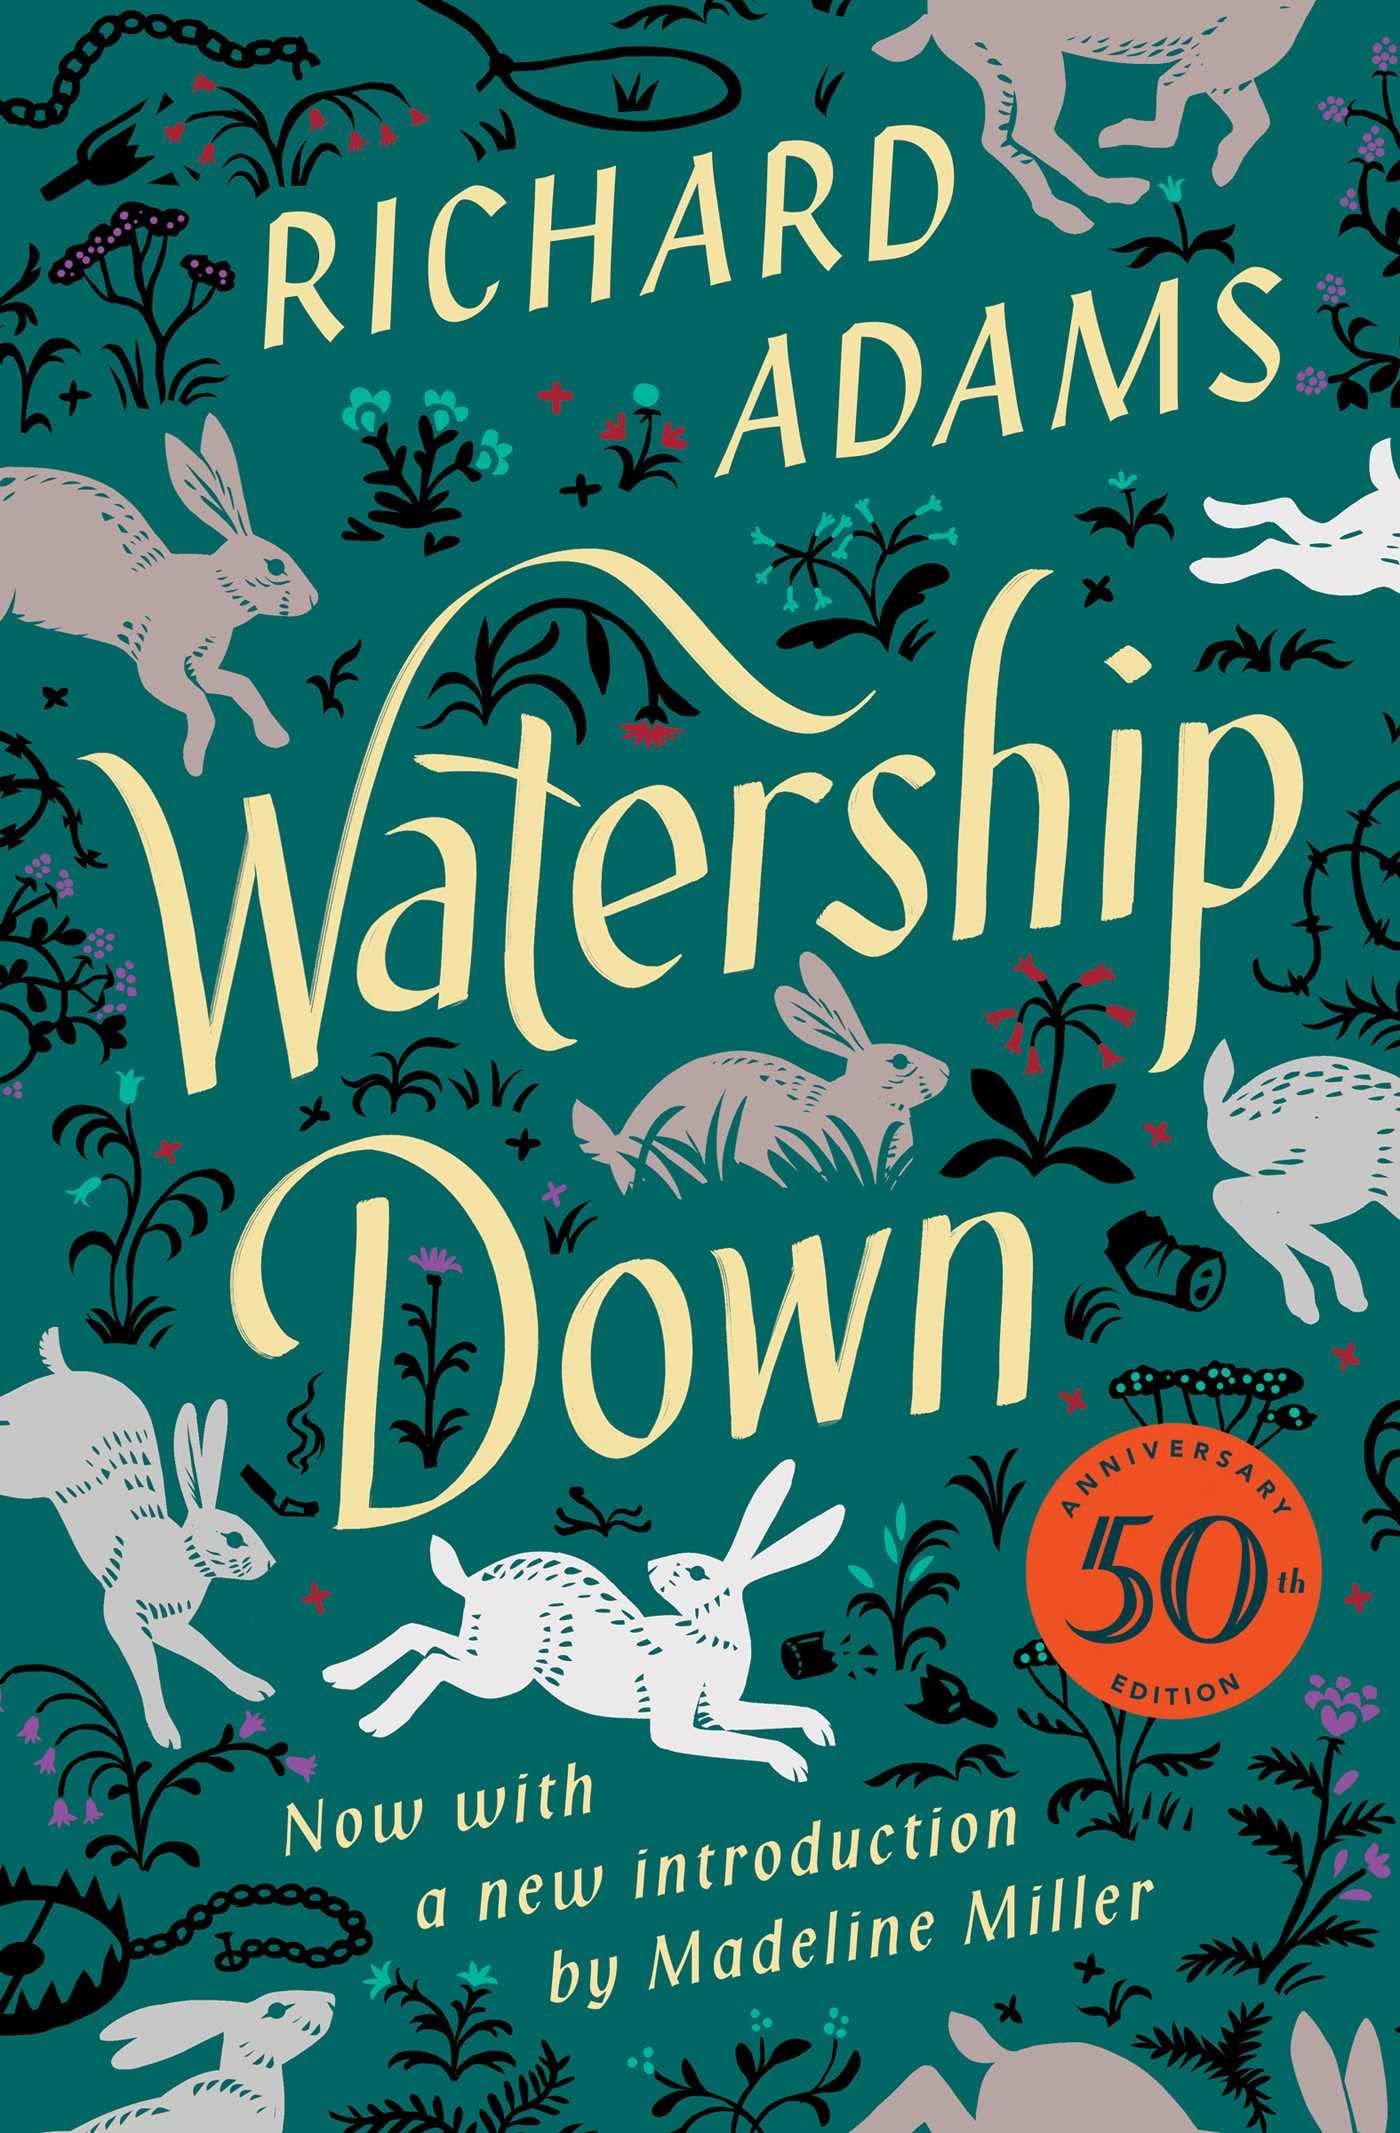 RICHARD
ADAMS
Watership
Down
ANNIVERSARY
50th
EDITION
Now with
a new introduction
by Madeline Miller